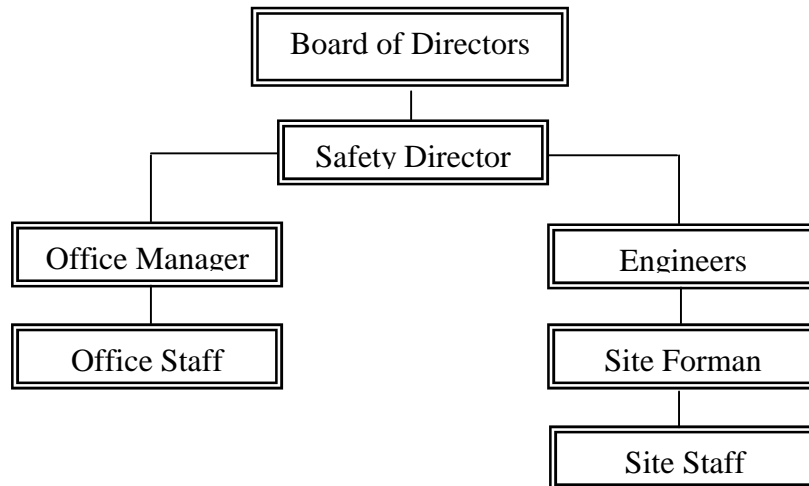 Board of Directors
Safety Director
Office Manager
Engineers
Office Staff
Site Forman
Site Staff